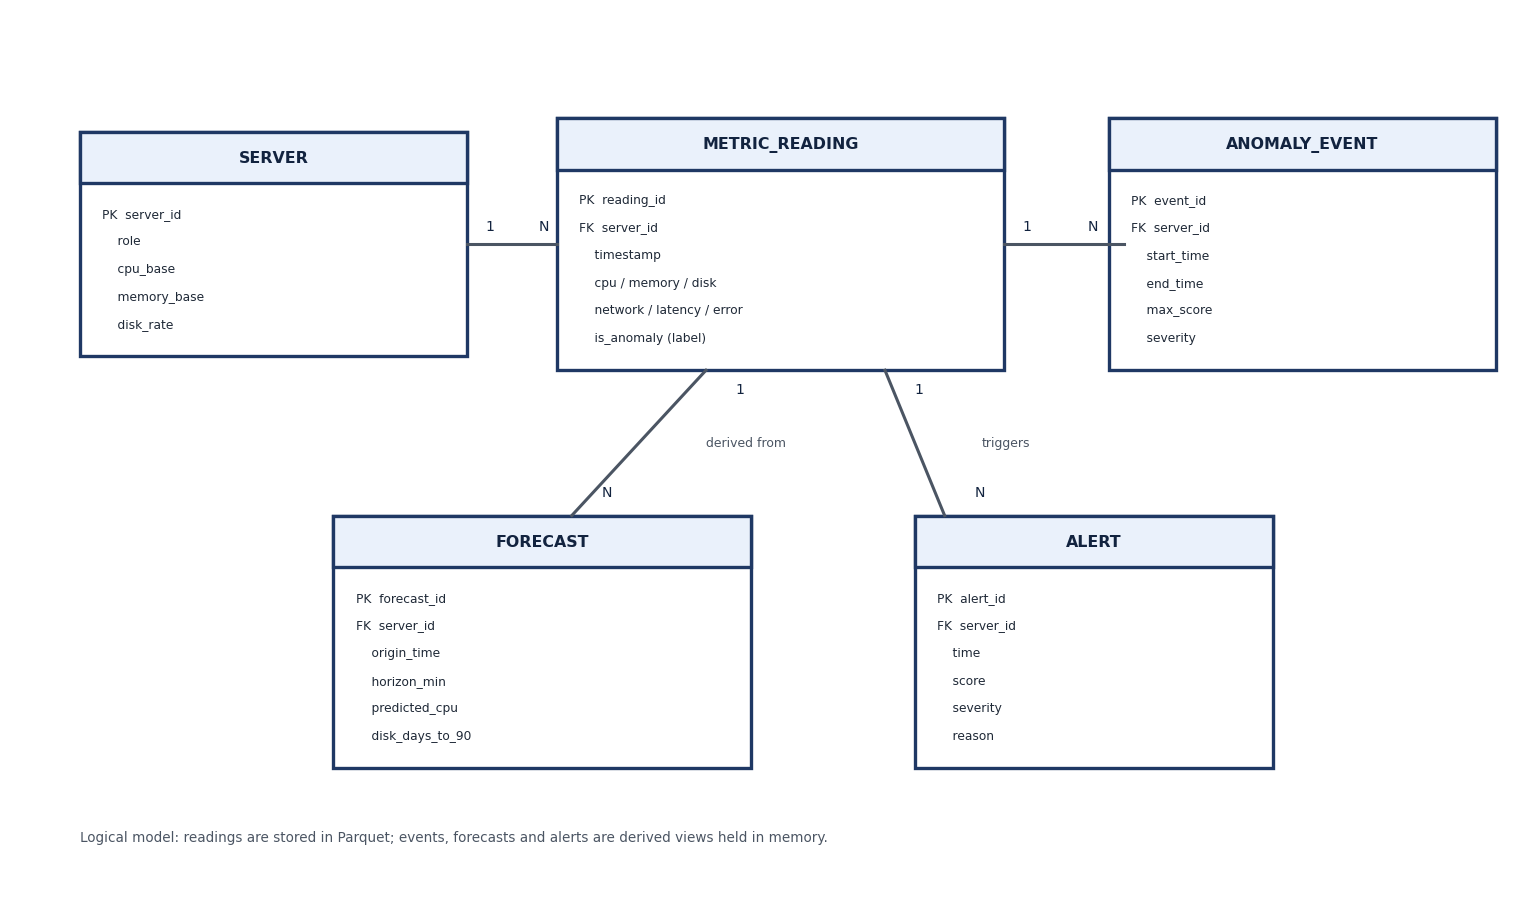 SERVER
PK  server_id
role
cpu_base
memory_base
disk_rate
1
N
METRIC_READING
PK  reading_id
FK  server_id
timestamp
cpu / memory / disk
network / latency / error
is_anomaly (label)
1
N
ANOMALY_EVENT
PK  event_id
FK  server_id
start_time
end_time
max_score
severity
1
derived from
N
1
triggers
N
FORECAST
PK  forecast_id
FK  server_id
origin_time
horizon_min
predicted_cpu
disk_days_to_90
ALERT
PK  alert_id
FK  server_id
time
score
severity
reason
Logical model: readings are stored in Parquet; events, forecasts and alerts are derived views held in memory.